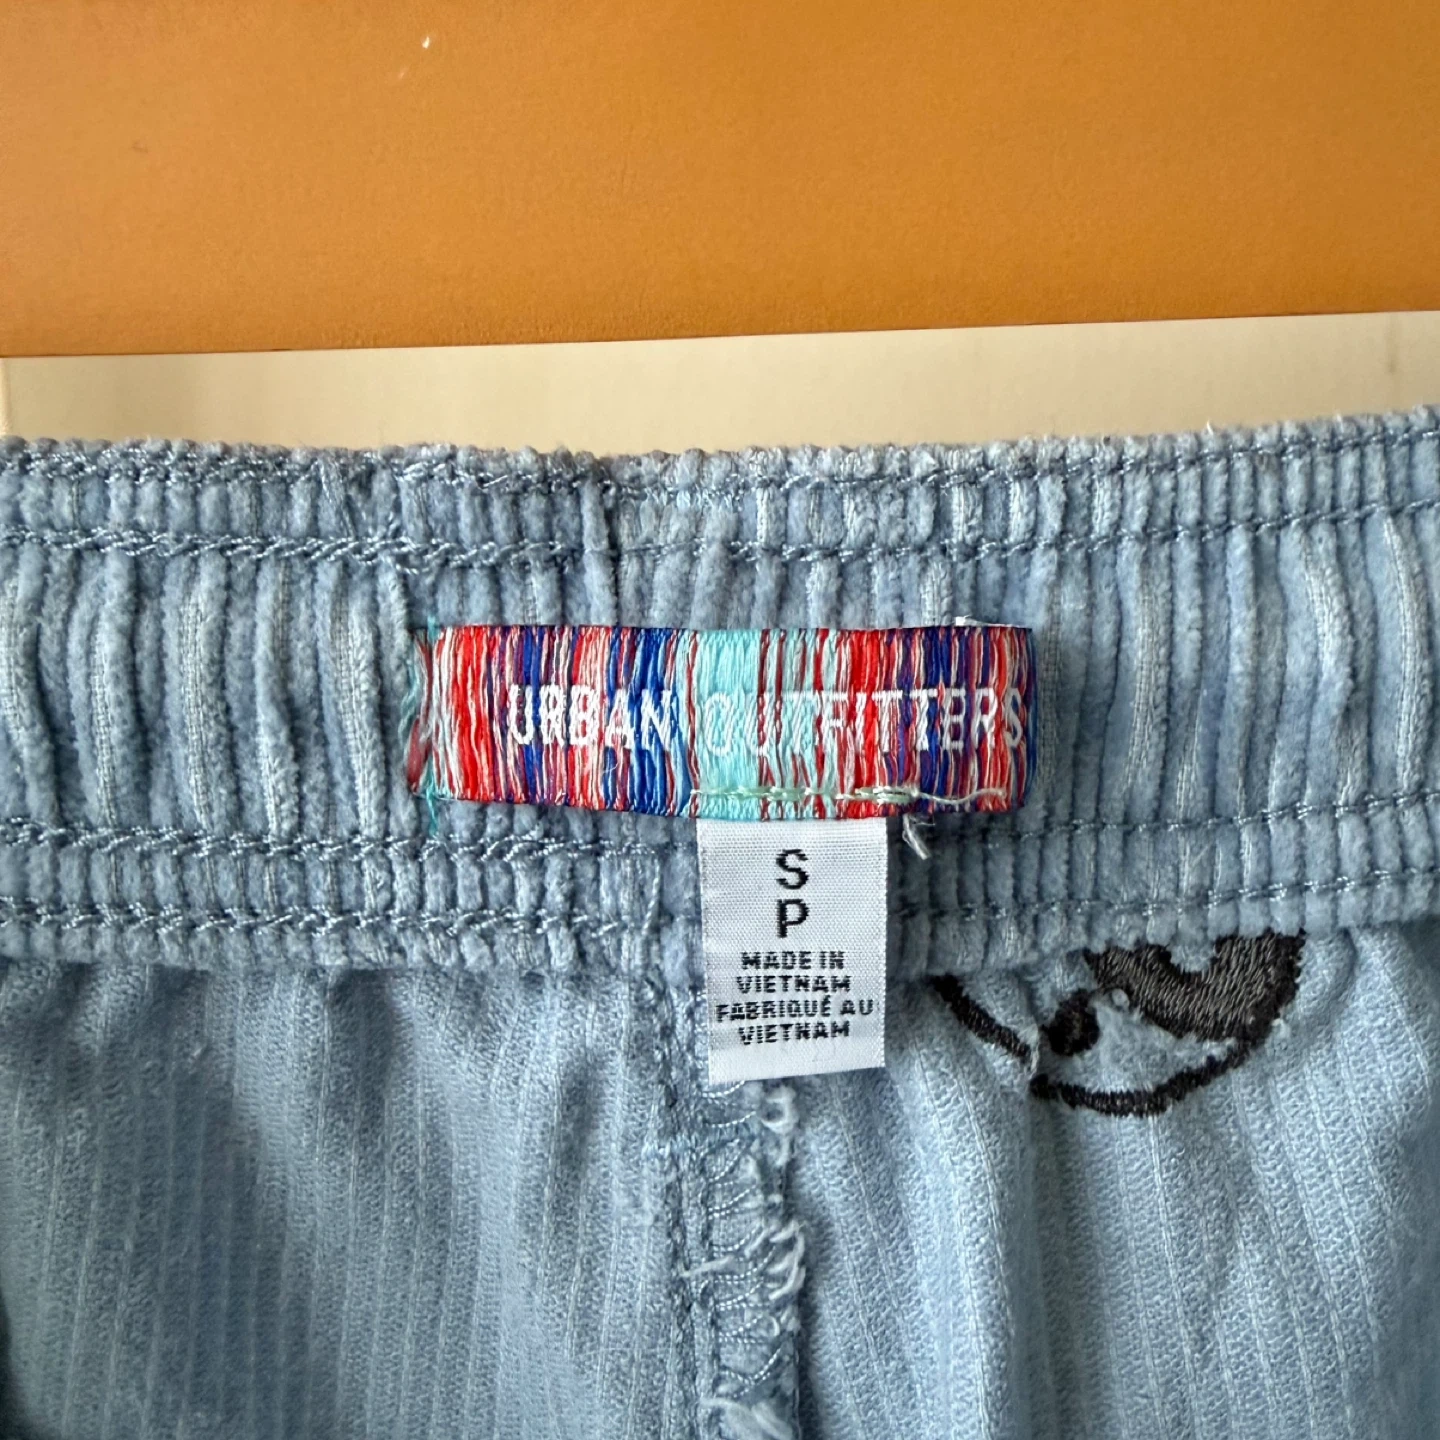 URBAN OUTFITTERS
S
P
MADE IN
VIETNAM
FABRIQUÉ AU
VIETNAM